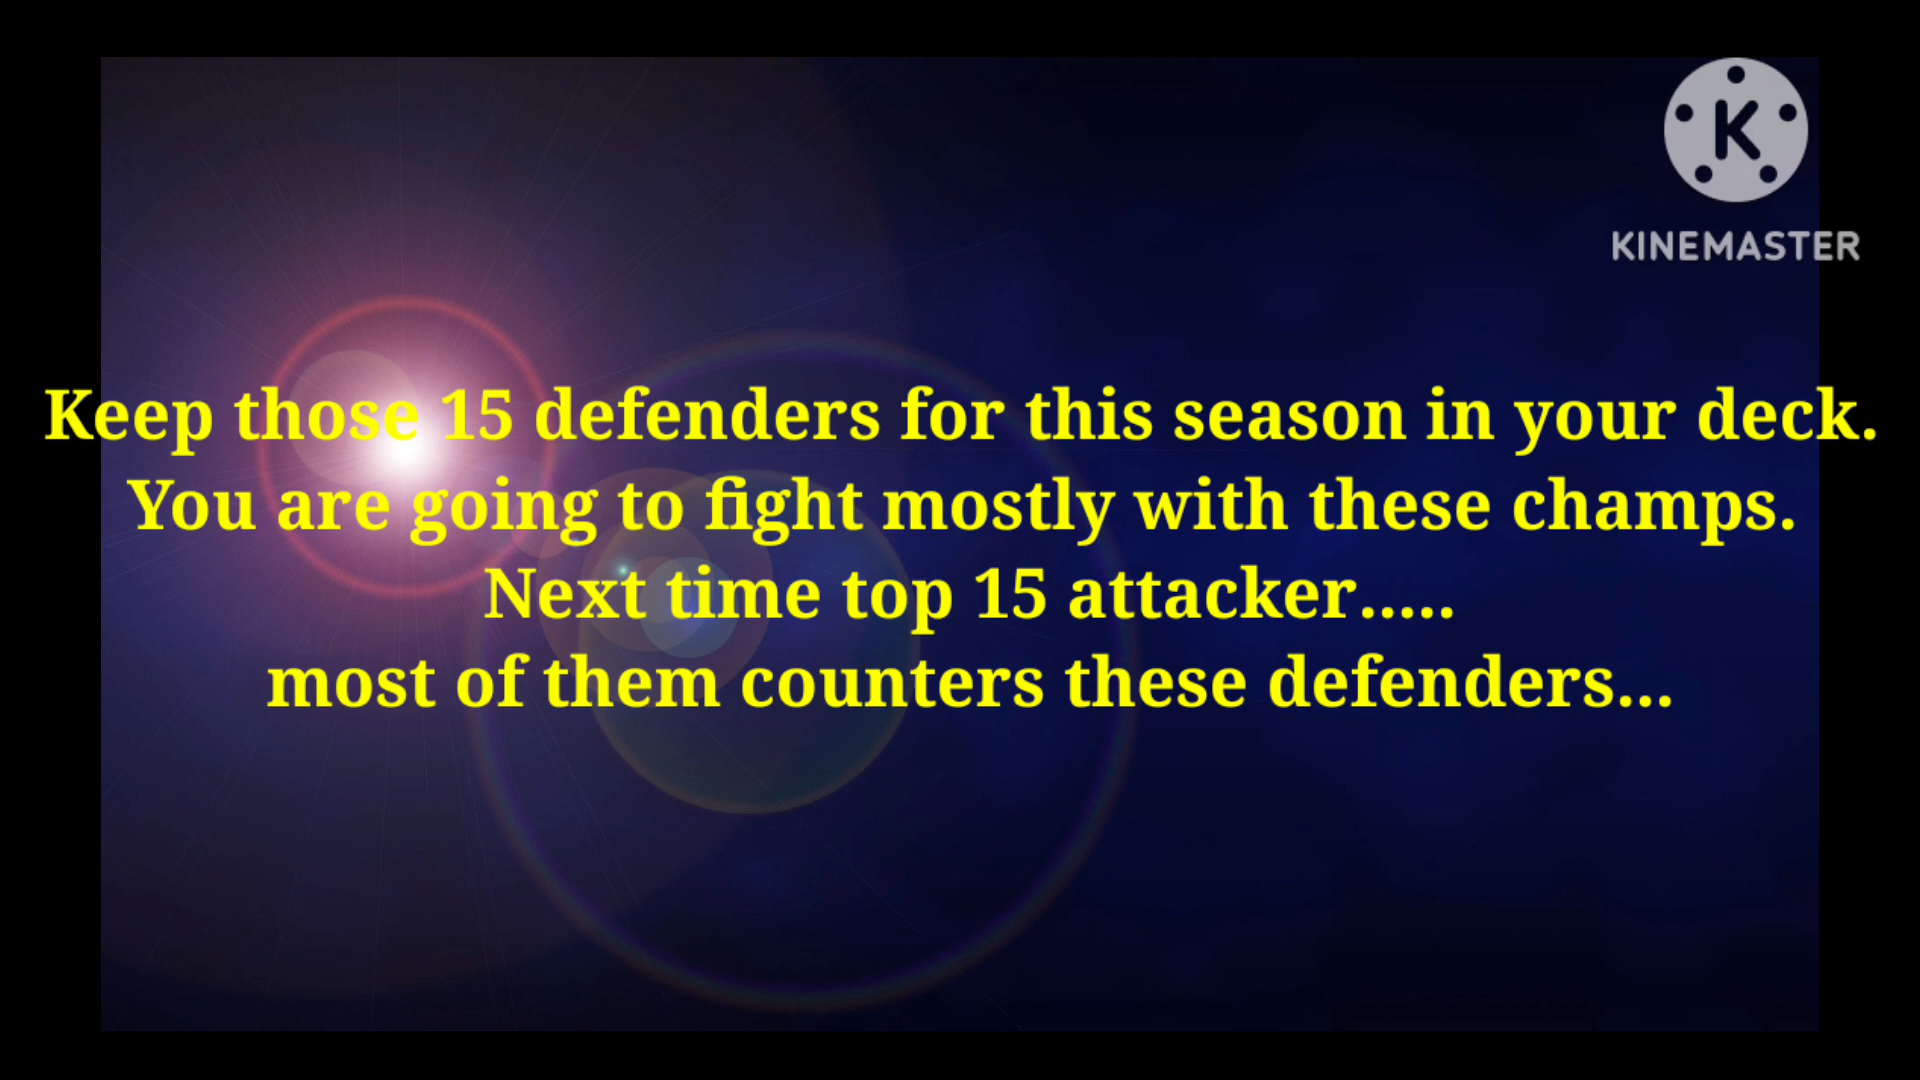 K
KINEMASTER
Keep those 15 defenders for this season in your deck.
You are going to fight mostly with these champs.
Next time top 15 attacker.....
most of them counters these defenders...